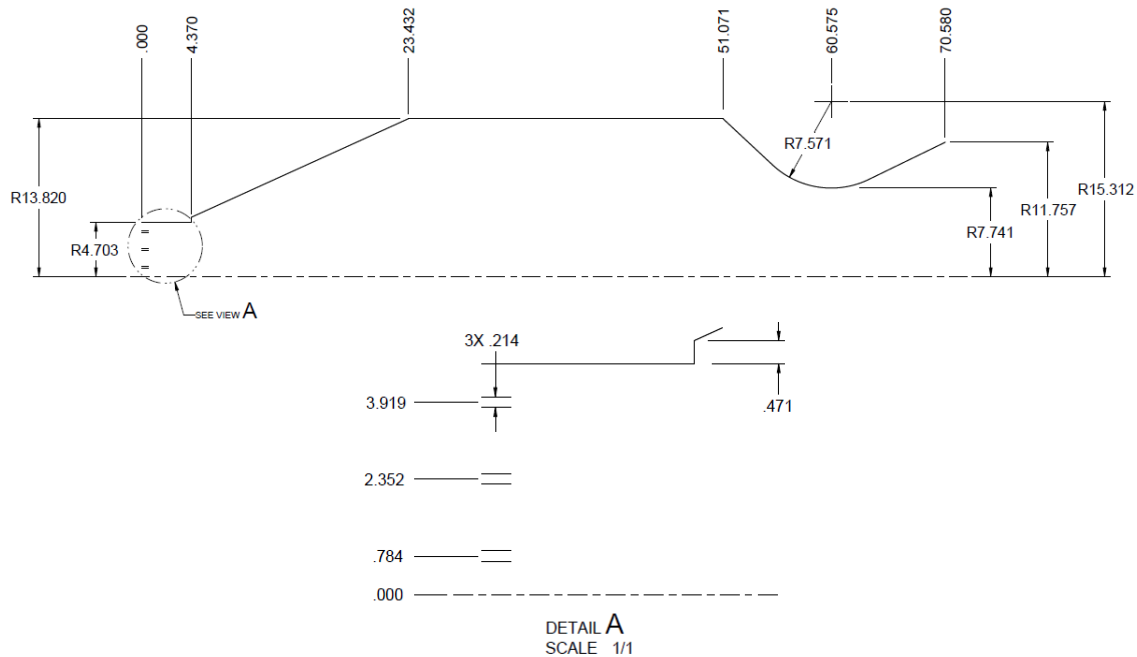 .000
4.370
23.432
51.071
60.575
70.580
R7.571
R13.820
R15.312
R11.757
R4.703
R7.741
SEE VIEW A
3X .214
3.919
.471
2.352
.784
.000
DETAIL A
SCALE 1/1